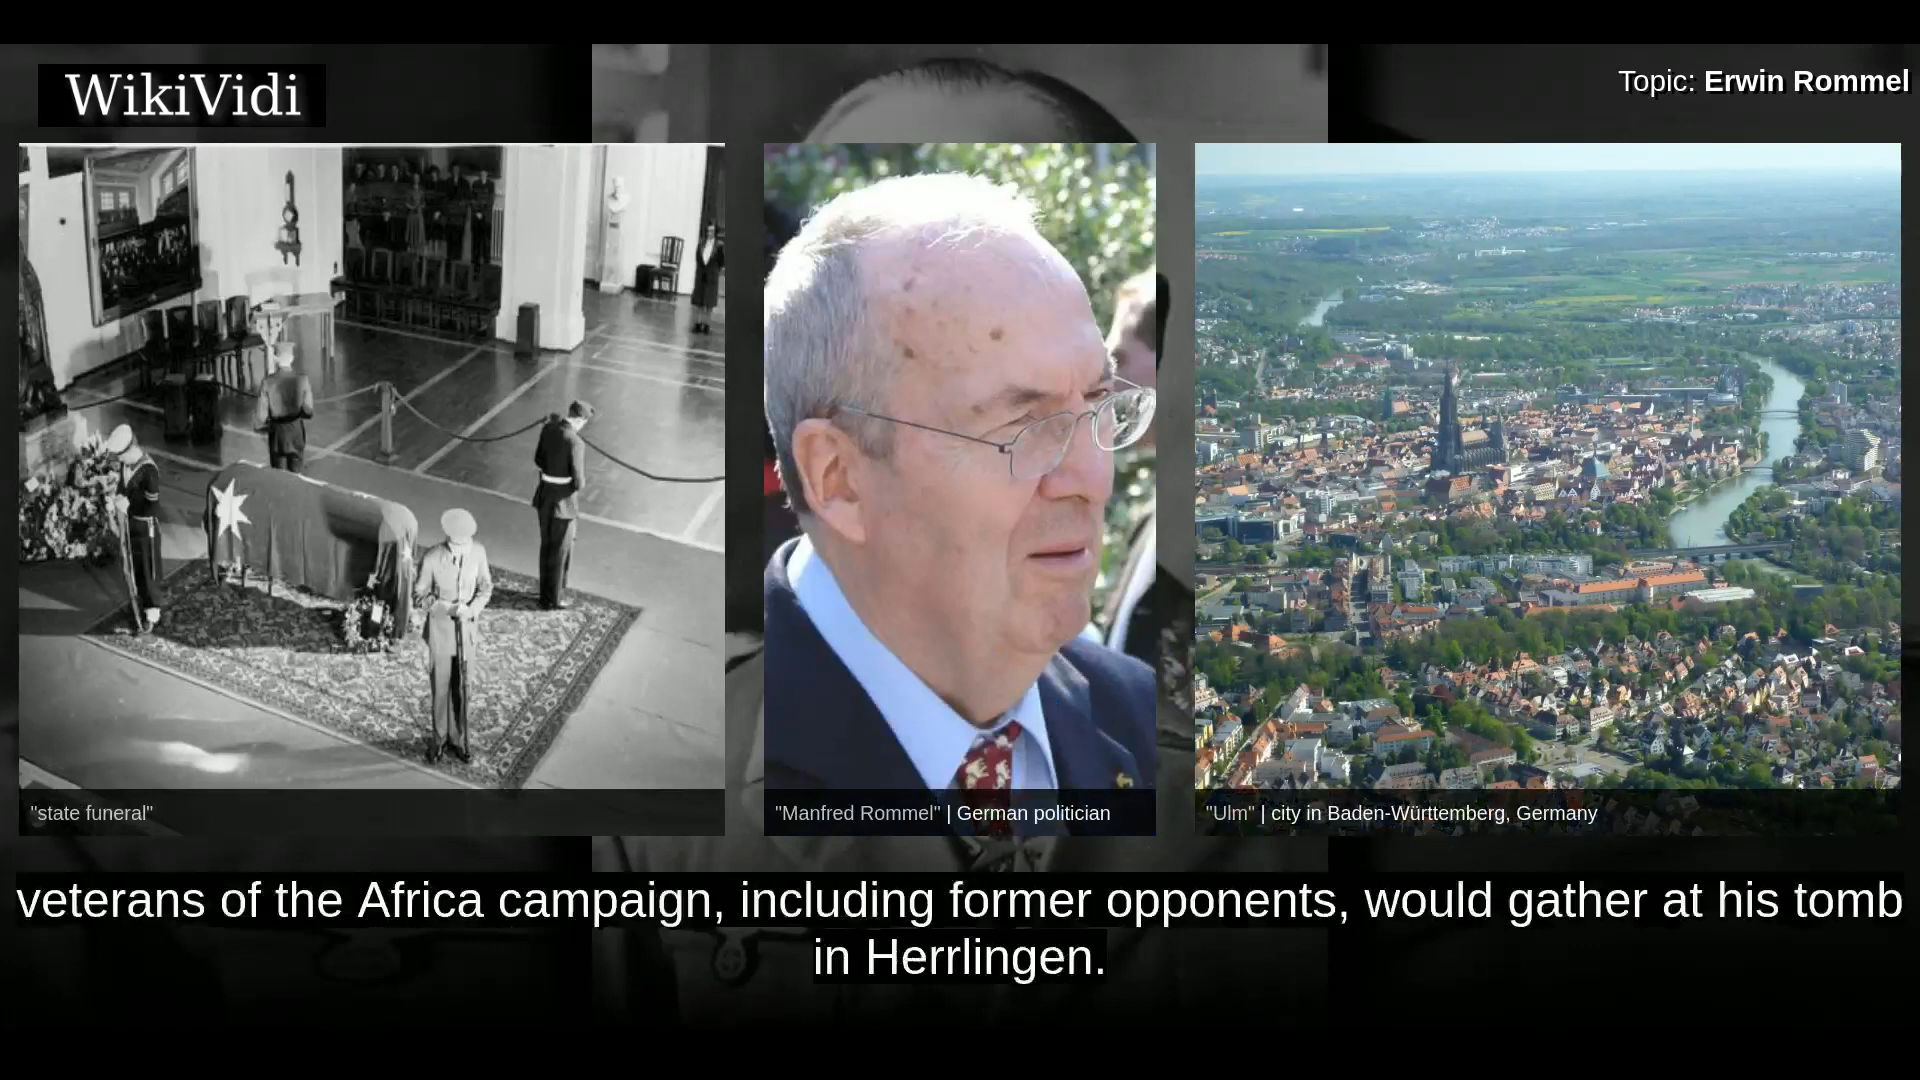 WikiVidi
Topic: Erwin Rommel
"state funeral"
"Manfred Rommel" | German politician
"Ulm" | city in Baden-Württemberg, Germany
veterans of the Africa campaign, including former opponents, would gather at his tomb
in Herrlingen.